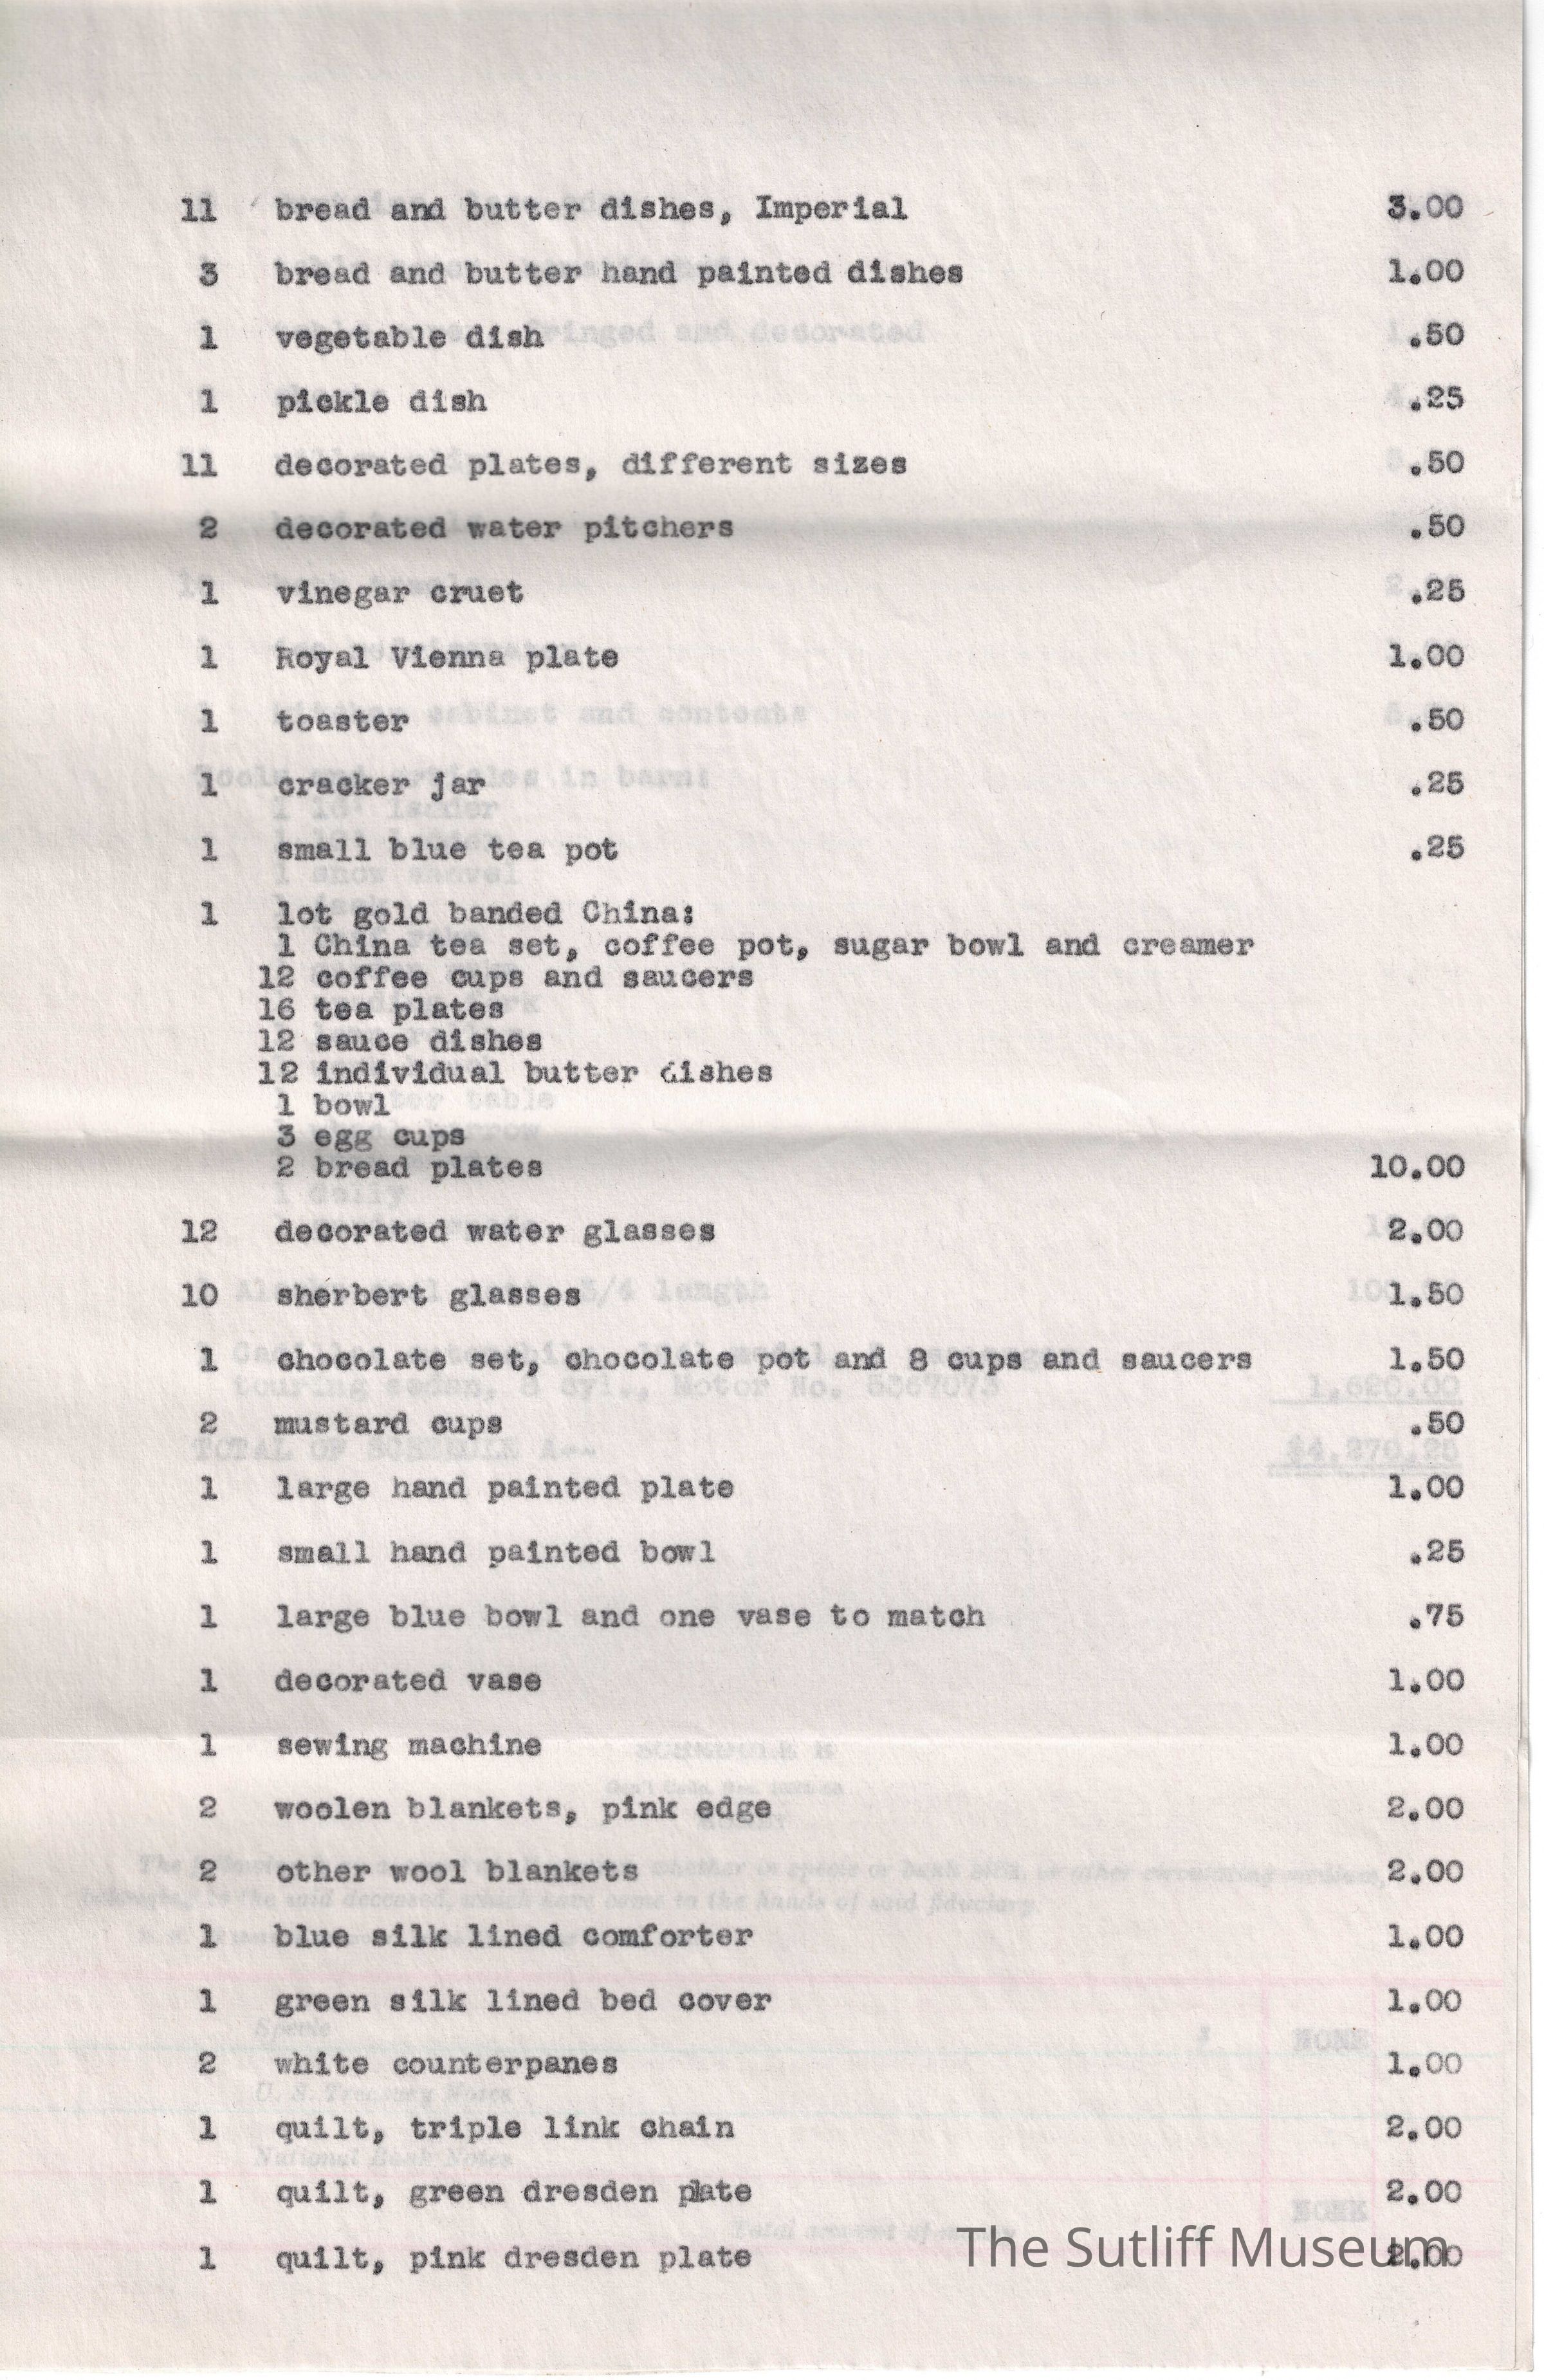 11 bread and butter dishes, Imperial 3.00
3 bread and butter hand painted dishes 1.00
1 vegetable dish .50
1 pickle dish .25
11 decorated plates, different sizes .50
2 decorated water pitchers .50
1 vinegar cruet .25
1 Royal Vienna plate 1.00
1 toaster .50
1 cracker jar .25
1 small blue tea pot .25
1 lot gold banded China:
1 China tea set, coffee pot, sugar bowl and creamer
12 coffee cups and saucers
16 tea plates
12 sauce dishes
12 individual butter dishes
1 bowl
3 egg cups
2 bread plates 10.00
12 decorated water glasses 2.00
10 sherbert glasses 1.50
1 chocolate set, chocolate pot and 8 cups and saucers 1.50
2 mustard cups .50
1 large hand painted plate 1.00
1 small hand painted bowl .25
1 large blue bowl and one vase to match .75
1 decorated vase 1.00
1 sewing machine 1.00
2 woolen blankets, pink edge 2.00
2 other wool blankets 2.00
1 blue silk lined comforter 1.00
1 green silk lined bed cover 1.00
2 white counterpanes 1.00
1 quilt, triple link chain 2.00
1 quilt, green dresden plate 2.00
1 quilt, pink dresden plate 2.00
The Sutliff Museum